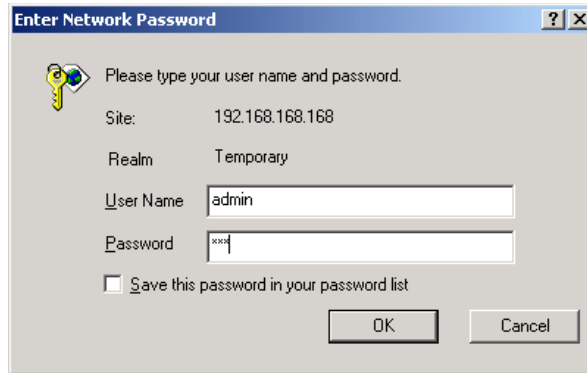 Enter Network Password
? X
Please type your user name and password.
Site: 192.168.168.168
Realm Temporary
User Name admin
Password ***
Save this password in your password list
OK Cancel